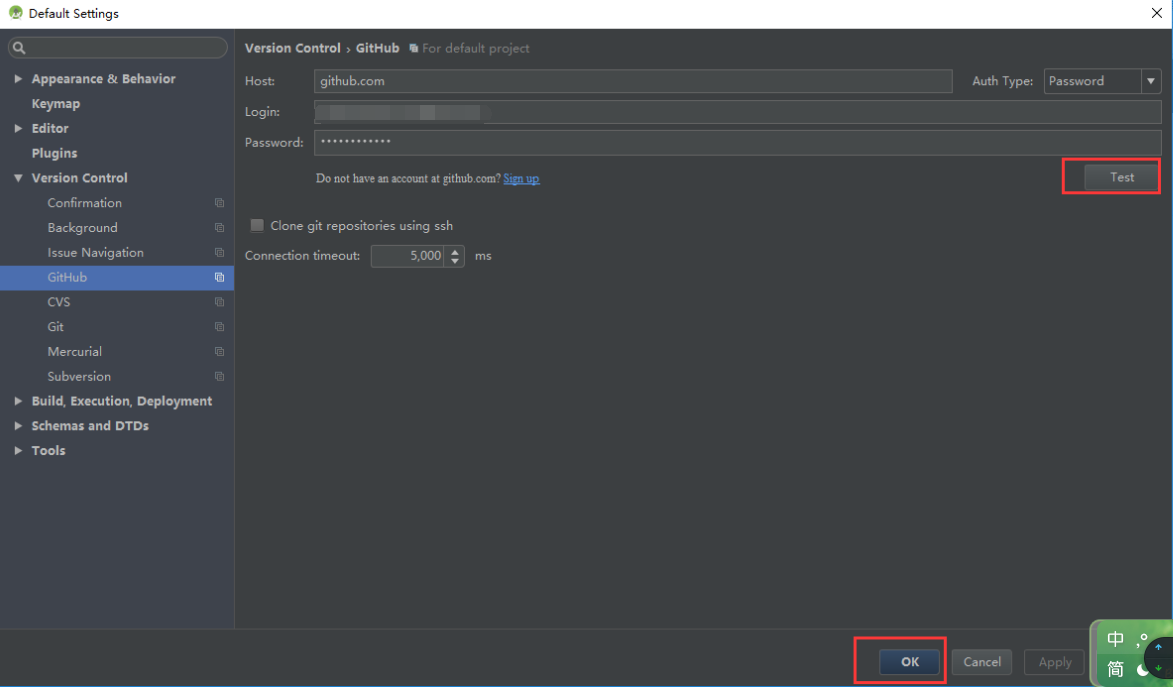 Default Settings
Version Control › GitHub For default project
Appearance & Behavior
Keymap
Editor
Plugins
Version Control
Confirmation
Background
Issue Navigation
GitHub
CVS
Git
Mercurial
Subversion
Build, Execution, Deployment
Schemas and DTDs
Tools
Host: github.com Auth Type: Password
Login:
Password: ••••••••••••
Do not have an account at github.com? Sign up
Test
Clone git repositories using ssh
Connection timeout: 5,000 ms
OK Cancel Apply
中 ,°
简